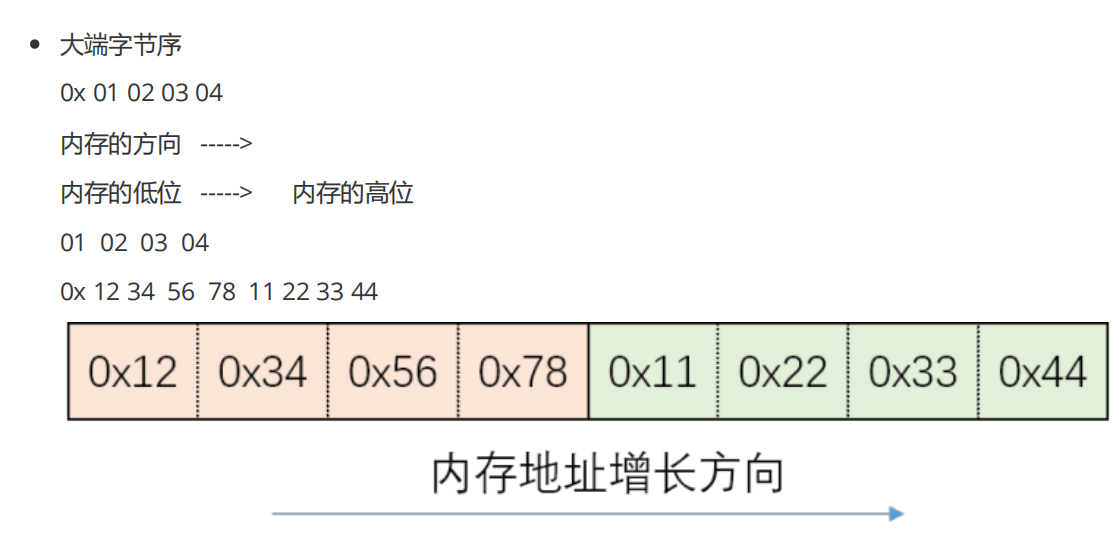 大端字节序
0x 01 02 03 04
内存的方向 ----->
内存的低位 -----> 内存的高位
01 02 03 04
0x 12 34 56 78 11 22 33 44
0x12 0x34 0x56 0x78 0x11 0x22 0x33 0x44
内存地址增长方向